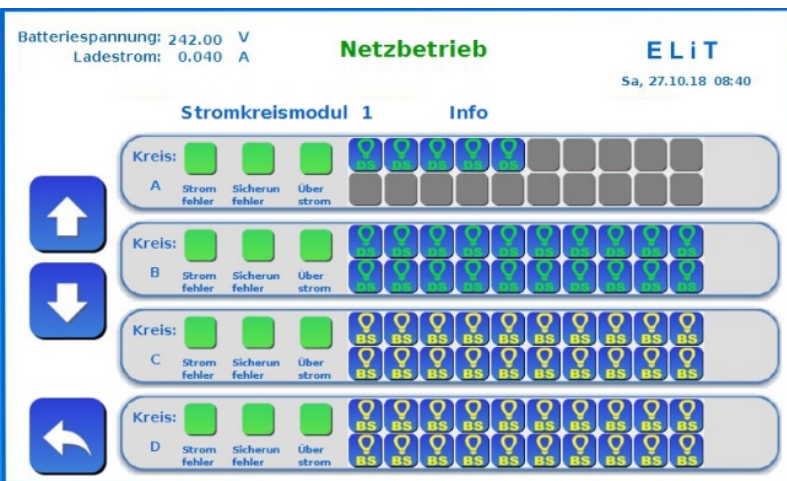 Batteriespannung: 242.00 V
Netzbetrieb
ELiT
Ladestrom: 0.040 A
Sa, 27.10.18 08:40
Stromkreismodul 1 Info
Kreis:
A
Strom fehler
Sicherun fehler
Über strom
DS DS DS DS DS
Kreis:
B
Strom fehler
Sicherun fehler
Über strom
DS DS DS DS DS DS DS DS DS DS
DS DS DS DS DS DS DS DS DS DS
Kreis:
C
Strom fehler
Sicherun fehler
Über strom
BS BS BS BS BS BS BS BS BS BS
BS BS BS BS BS BS BS BS BS BS
Kreis:
D
Strom fehler
Sicherun fehler
Über strom
BS BS BS BS BS BS BS BS BS BS
BS BS BS BS BS BS BS BS BS BS